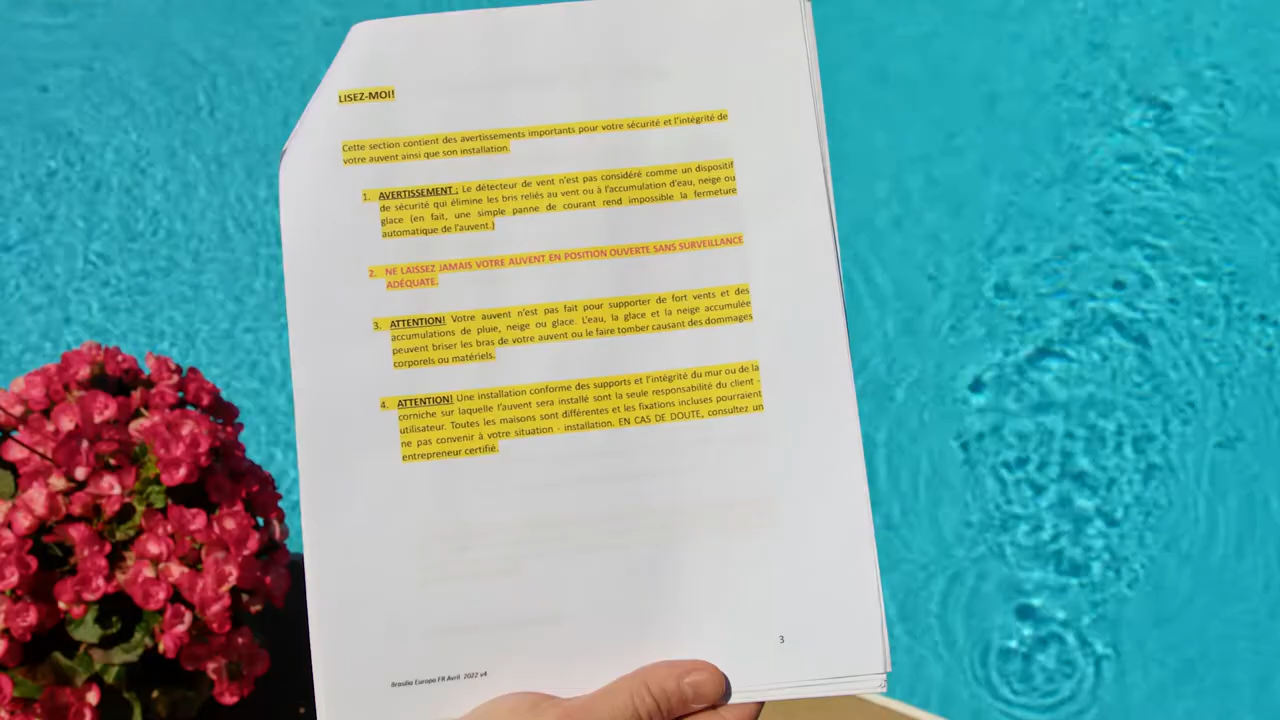 LISEZ-MOI!
Cette section contient des avertissements importants pour votre sécurité et l'intégrité de
votre auvent ainsi que son installation.
1. AVERTISSEMENT : Le détecteur de vent n'est pas considéré comme un dispositif
de sécurité qui élimine les bris reliés au vent ou à l'accumulation d'eau, neige ou
glace (en fait, une simple panne de courant rend impossible la fermeture
automatique de l'auvent.)
2. NE LAISSEZ JAMAIS VOTRE AUVENT EN POSITION OUVERTE SANS SURVEILLANCE
ADÉQUATE.
3. ATTENTION! Votre auvent n'est pas fait pour supporter de fort vents et des
accumulations de pluie, neige ou glace. L'eau, la glace et la neige accumulée
peuvent briser les bras de votre auvent ou le faire tomber causant des dommages
corporels ou matériels.
4. ATTENTION! Une installation conforme des supports et l'intégrité du mur ou de la
corniche sur laquelle l'auvent sera installé sont la seule responsabilité du client -
utilisateur. Toutes les maisons sont différentes et les fixations incluses pourraient
ne pas convenir à votre situation - installation. EN CAS DE DOUTE, consultez un
entrepreneur certifié.
3
Brasilia Europa FR Avril 2022 v4